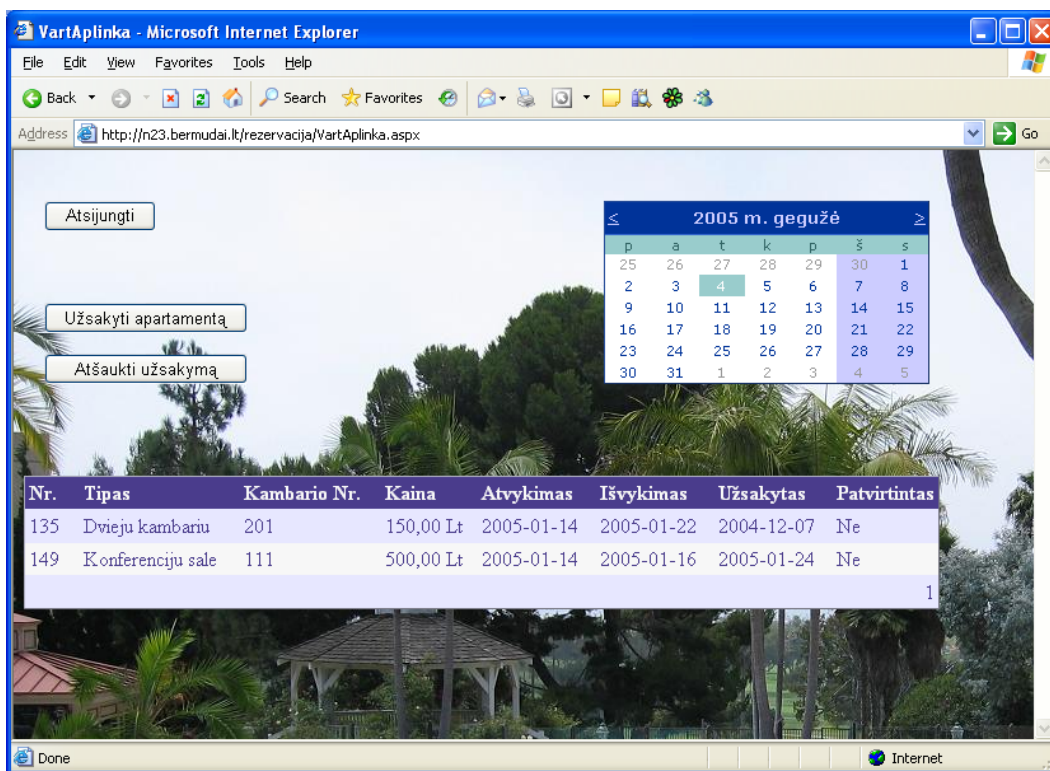 VartAplinka - Microsoft Internet Explorer
File Edit View Favorites Tools Help
Back Search Favorites
Address http://n23.bermudai.lt/rezervacija/VartAplinka.aspx Go
Atsijungti
Užsakyti apartamentą
Atšaukti užsakymą
< 2005 m. gegužė >
p a t k p š s
25 26 27 28 29 30 1
2 3 4 5 6 7 8
9 10 11 12 13 14 15
16 17 18 19 20 21 22
23 24 25 26 27 28 29
30 31 1 2 3 4 5
Nr. Tipas Kambario Nr. Kaina Atvykimas Išvykimas Užsakytas Patvirtintas
135 Dvieju kambariu 201 150,00 Lt 2005-01-14 2005-01-22 2004-12-07 Ne
149 Konferenciju sale 111 500,00 Lt 2005-01-14 2005-01-16 2005-01-24 Ne
1
Done Internet